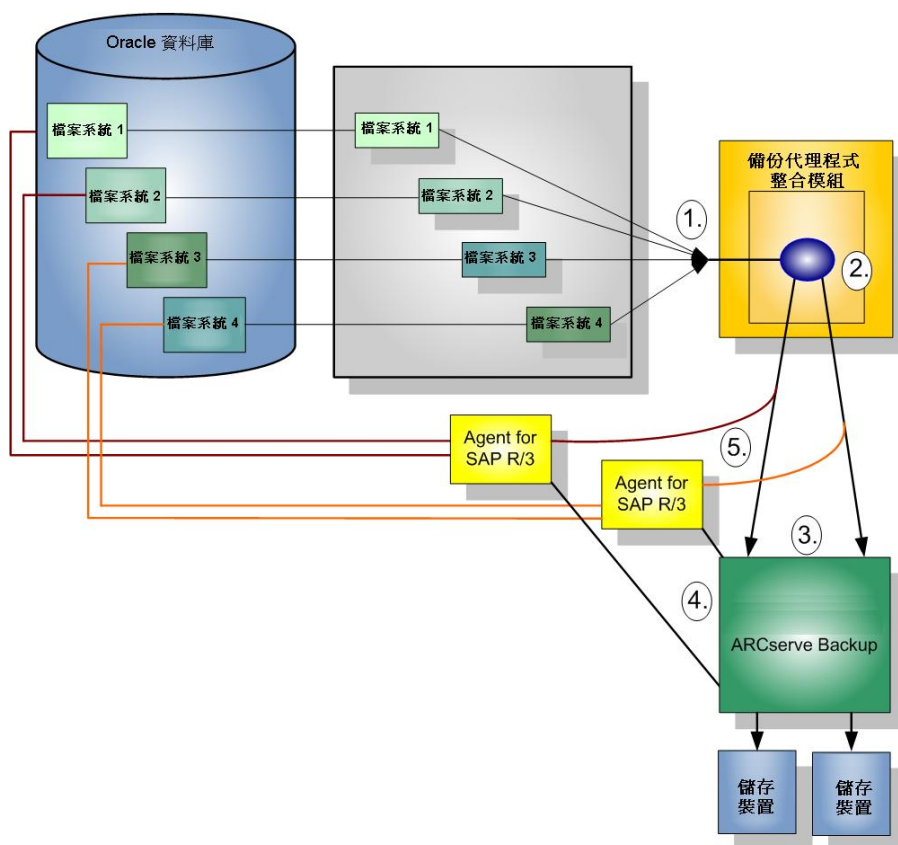 Oracle 資料庫
檔案系統 1
檔案系統 2
檔案系統 3
檔案系統 4
檔案系統 1
檔案系統 2
檔案系統 3
檔案系統 4
備份代理程式
整合模組
1.
2.
Agent for
SAP R/3
5.
Agent for
SAP R/3
3.
4.
ARCserve Backup
儲存
裝置
儲存
裝置